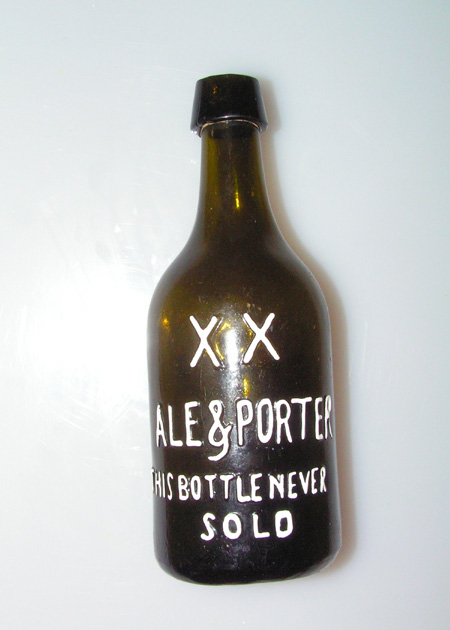 XX
ALE & PORTER
THIS BOTTLE NEVER
SOLD